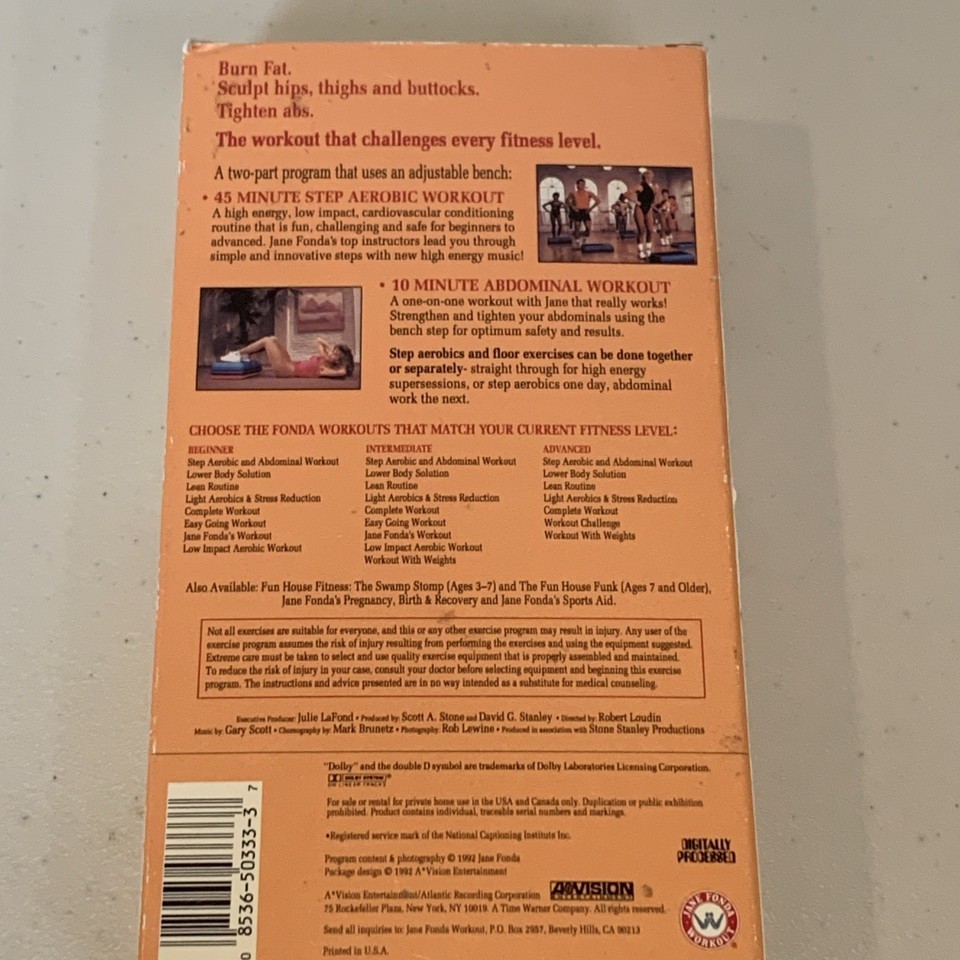 Burn Fat.
Sculpt hips, thighs and buttocks.
Tighten abs.
The workout that challenges every fitness level.
A two-part program that uses an adjustable bench:
• 45 MINUTE STEP AEROBIC WORKOUT
A high energy, low impact, cardiovascular conditioning
routine that is fun, challenging and safe for beginners to
advanced. Jane Fonda's top instructors lead you through
simple and innovative steps with new high energy music!
• 10 MINUTE ABDOMINAL WORKOUT
A one-on-one workout with Jane that really works!
Strengthen and tighten your abdominals using the
bench step for optimum safety and results.
Step aerobics and floor exercises can be done together
or separately- straight through for high energy
supersessions, or step aerobics one day, abdominal
work the next.
CHOOSE THE FONDA WORKOUTS THAT MATCH YOUR CURRENT FITNESS LEVEL:
BEGINNER
Step Aerobic and Abdominal Workout
Lower Body Solution
Lean Routine
Light Aerobics & Stress Reduction
Complete Workout
Easy Going Workout
Jane Fonda's Workout
Low Impact Aerobic Workout
INTERMEDIATE
Step Aerobic and Abdominal Workout
Lower Body Solution
Lean Routine
Light Aerobics & Stress Reduction
Complete Workout
Easy Going Workout
Jane Fonda's Workout
Low Impact Aerobic Workout
Workout With Weights
ADVANCED
Step Aerobic and Abdominal Workout
Lower Body Solution
Lean Routine
Light Aerobics & Stress Reduction
Complete Workout
Workout Challenge
Workout With Weights
Also Available: Fun House Fitness: The Swamp Stomp (Ages 3-7) and The Fun House Funk (Ages 7 and Older),
Jane Fonda's Pregnancy, Birth & Recovery and Jane Fonda's Sports Aid.
Not all exercises are suitable for everyone, and this or any other exercise program may result in injury. Any user of the
exercise program assumes the risk of injury resulting from performing the exercises and using the equipment suggested.
Extreme care must be taken to select and use quality exercise equipment that is properly assembled and maintained.
To reduce the risk of injury in your case, consult your doctor before selecting equipment and beginning this exercise
program. The instructions and advice presented are in no way intended as a substitute for medical counseling.
Executive Producer: Julie LaFond • Produced by: Scott A. Stone and David G. Stanley • Directed by: Robert Loudin
Music by: Gary Scott • Choreography by: Mark Brunetz • Photography: Rob Lewine • Produced in association with Stone Stanley Productions
"Dolby" and the double D symbol are trademarks of Dolby Laboratories Licensing Corporation.
DOLBY SYSTEM®
ON LINEAR TRACKS
For sale or rental for private home use in the USA and Canada only. Duplication or public exhibition
prohibited. Product contains individual, traceable serial numbers and markings.
•Registered service mark of the National Captioning Institute Inc.
Program content & photography © 1992 Jane Fonda
Package design © 1992 A*Vision Entertainment
DIGITALLY
PROCESSED
A*VISION
ENTERTAINMENT
A*Vision Entertainment/Atlantic Recording Corporation
75 Rockefeller Plaza, New York, NY 10019. A Time Warner Company. All rights reserved.
Send all inquiries to: Jane Fonda Workout, P.O. Box 2957, Beverly Hills, CA 90213
Printed in U.S.A.
JANE FONDA
W
WORKOUT
0 8536-50333-3 7